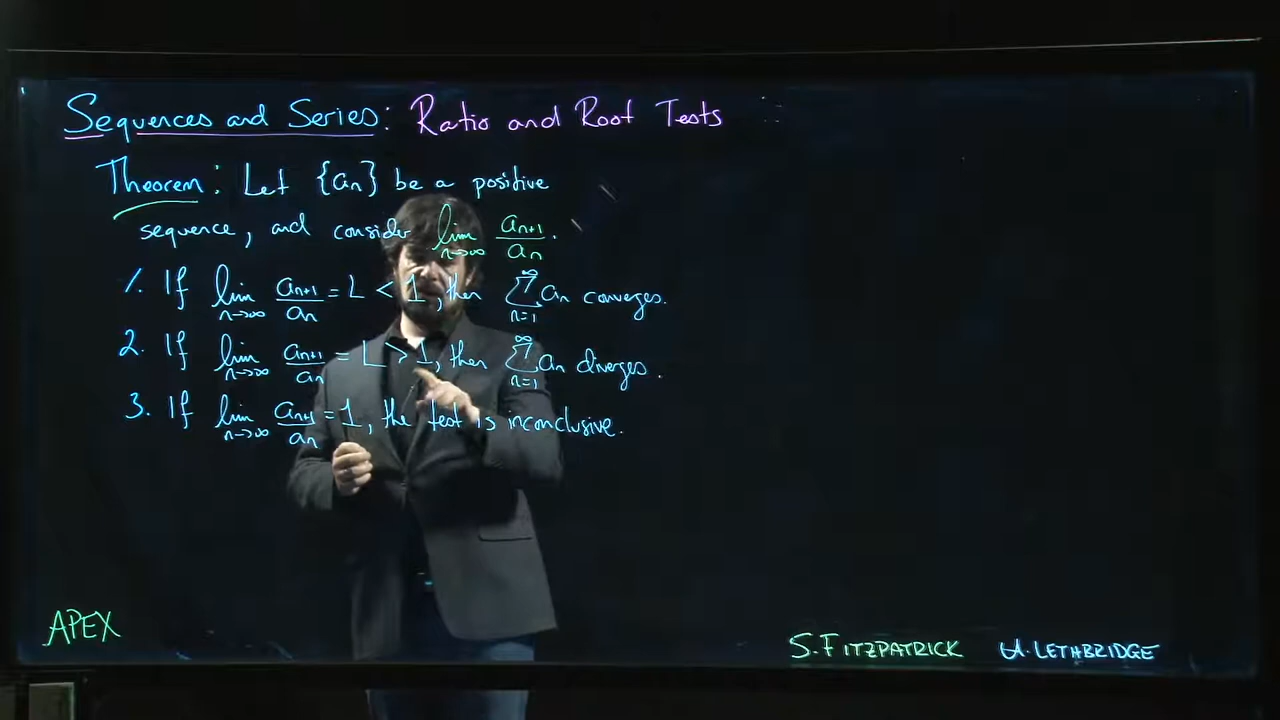 Sequences and Series: Ratio and Root Tests
Theorem: Let {aₙ} be a positive
sequence, and consider lim n→∞ aₙ₊₁/aₙ.
1. If lim n→∞ aₙ₊₁/aₙ = L < 1, then ∑ n=1 ∞ aₙ converges.
2. If lim n→∞ aₙ₊₁/aₙ = L > 1, then ∑ n=1 ∞ aₙ diverges.
3. If lim n→∞ aₙ₊₁/aₙ = 1, the test is inconclusive.
APEX
S. FITZPATRICK U. LETHBRIDGE